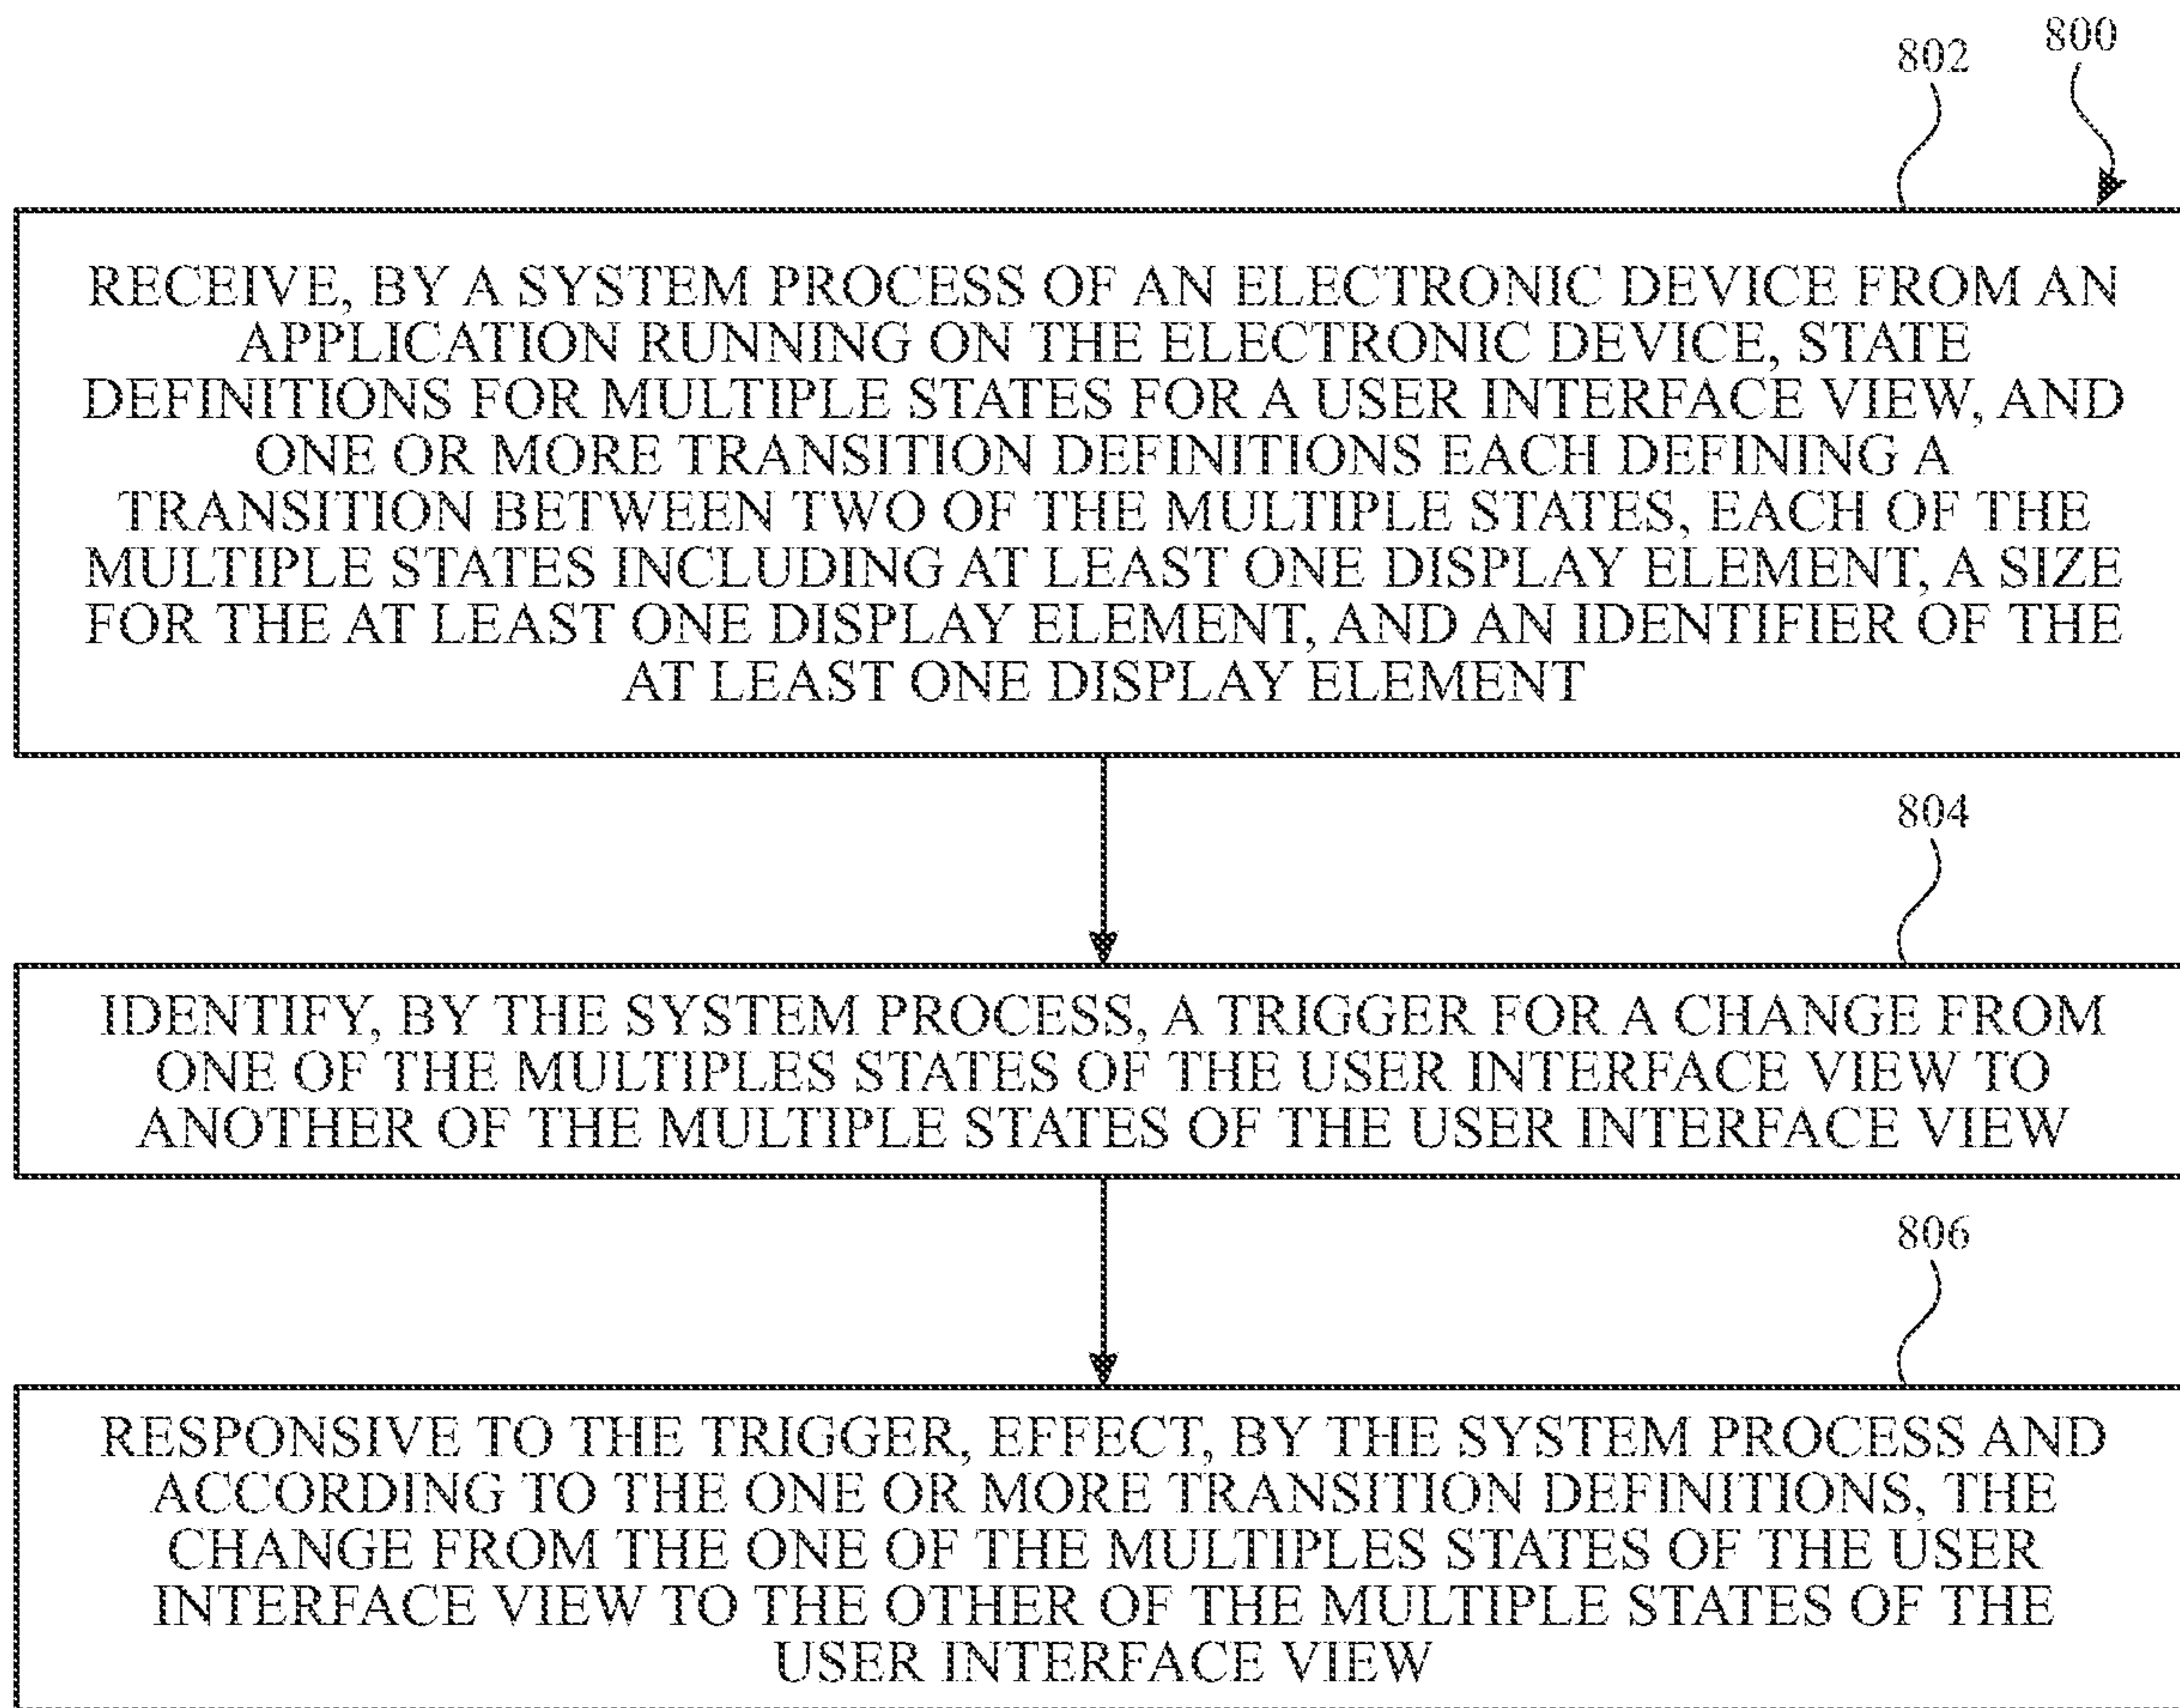 800
802
RECEIVE, BY A SYSTEM PROCESS OF AN ELECTRONIC DEVICE FROM AN
APPLICATION RUNNING ON THE ELECTRONIC DEVICE, STATE
DEFINITIONS FOR MULTIPLE STATES FOR A USER INTERFACE VIEW, AND
ONE OR MORE TRANSITION DEFINITIONS EACH DEFINING A
TRANSITION BETWEEN TWO OF THE MULTIPLE STATES, EACH OF THE
MULTIPLE STATES INCLUDING AT LEAST ONE DISPLAY ELEMENT, A SIZE
FOR THE AT LEAST ONE DISPLAY ELEMENT, AND AN IDENTIFIER OF THE
AT LEAST ONE DISPLAY ELEMENT
804
IDENTIFY, BY THE SYSTEM PROCESS, A TRIGGER FOR A CHANGE FROM
ONE OF THE MULTIPLES STATES OF THE USER INTERFACE VIEW TO
ANOTHER OF THE MULTIPLE STATES OF THE USER INTERFACE VIEW
806
RESPONSIVE TO THE TRIGGER, EFFECT, BY THE SYSTEM PROCESS AND
ACCORDING TO THE ONE OR MORE TRANSITION DEFINITIONS, THE
CHANGE FROM THE ONE OF THE MULTIPLES STATES OF THE USER
INTERFACE VIEW TO THE OTHER OF THE MULTIPLE STATES OF THE
USER INTERFACE VIEW